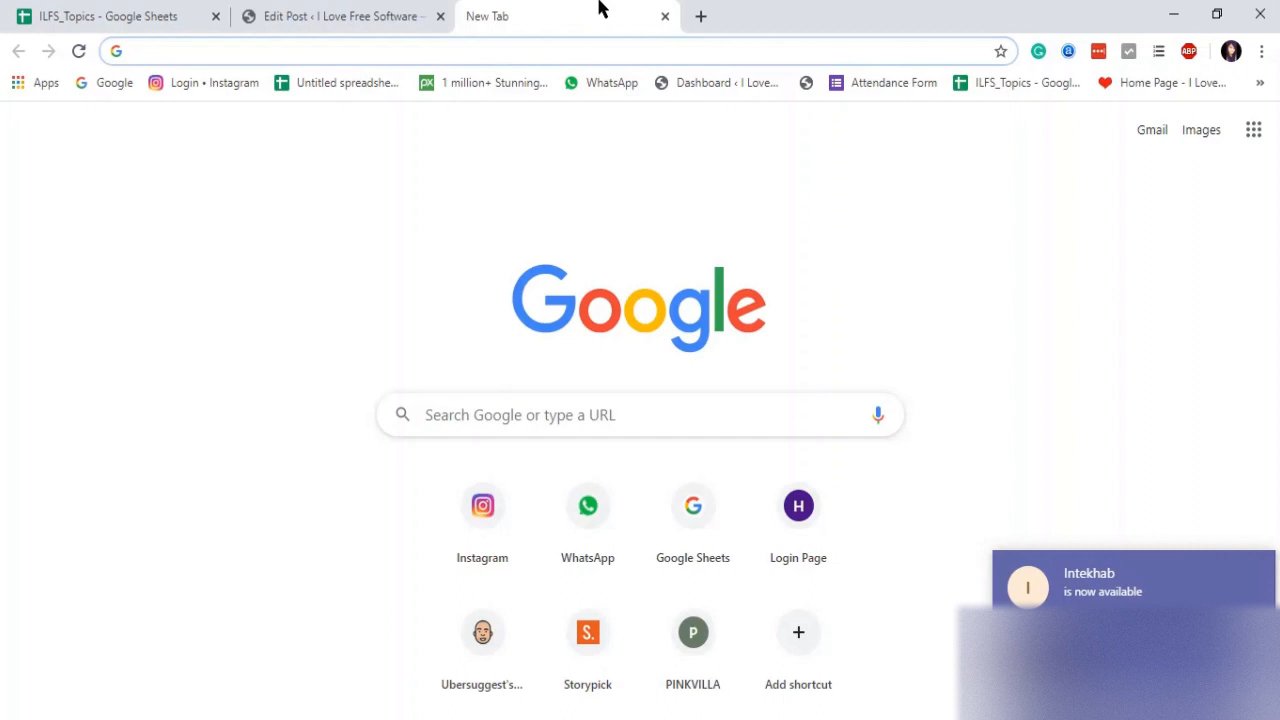 ILFS_Topics - Google Sheets
Edit Post ‹ I Love Free Software –
New Tab
Apps
Google
Login • Instagram
Untitled spreadshe...
px
1 million+ Stunning...
WhatsApp
Dashboard ‹ I Love...
Attendance Form
ILFS_Topics - Googl...
Home Page - I Love...
»
ABP
Gmail
Images
Google
Search Google or type a URL
Instagram
WhatsApp
G
Google Sheets
H
Login Page
Ubersuggest's...
S.
Storypick
P
PINKVILLA
Add shortcut
I
Intekhab
is now available